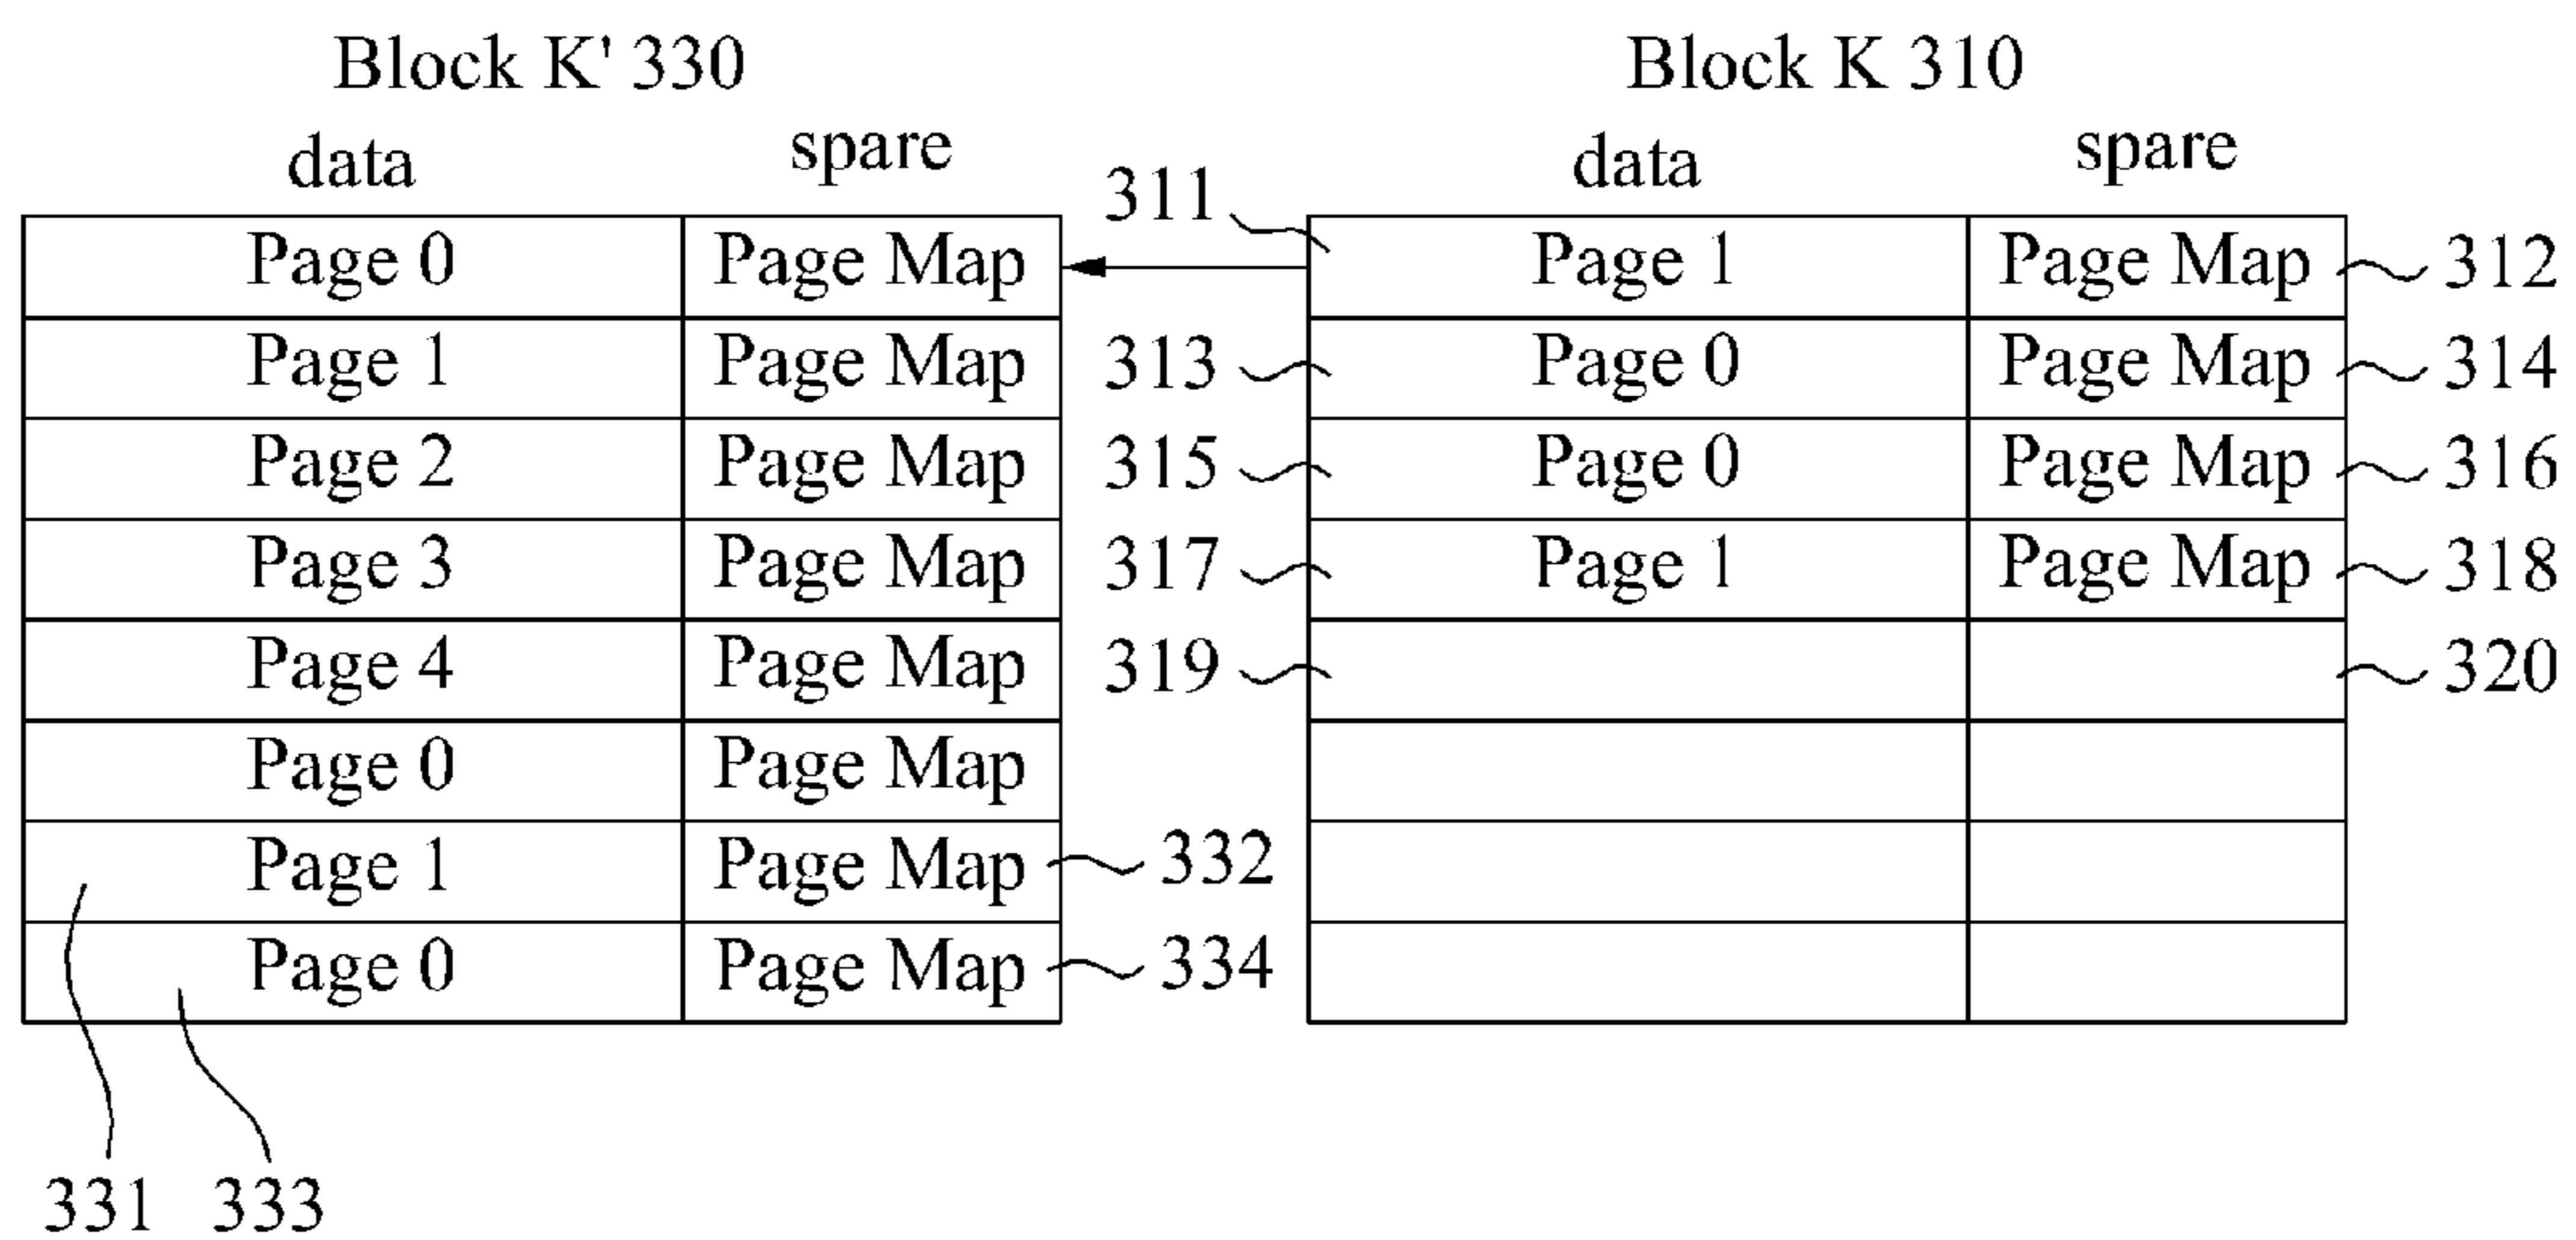 Block K' 330 Block K 310
data spare data spare
311
Page 0 Page Map Page 1 Page Map 312
Page 1 Page Map 313 Page 0 Page Map 314
Page 2 Page Map 315 Page 0 Page Map 316
Page 3 Page Map 317 Page 1 Page Map 318
Page 4 Page Map 319 320
Page 0 Page Map
Page 1 Page Map 332
Page 0 Page Map 334
331 333